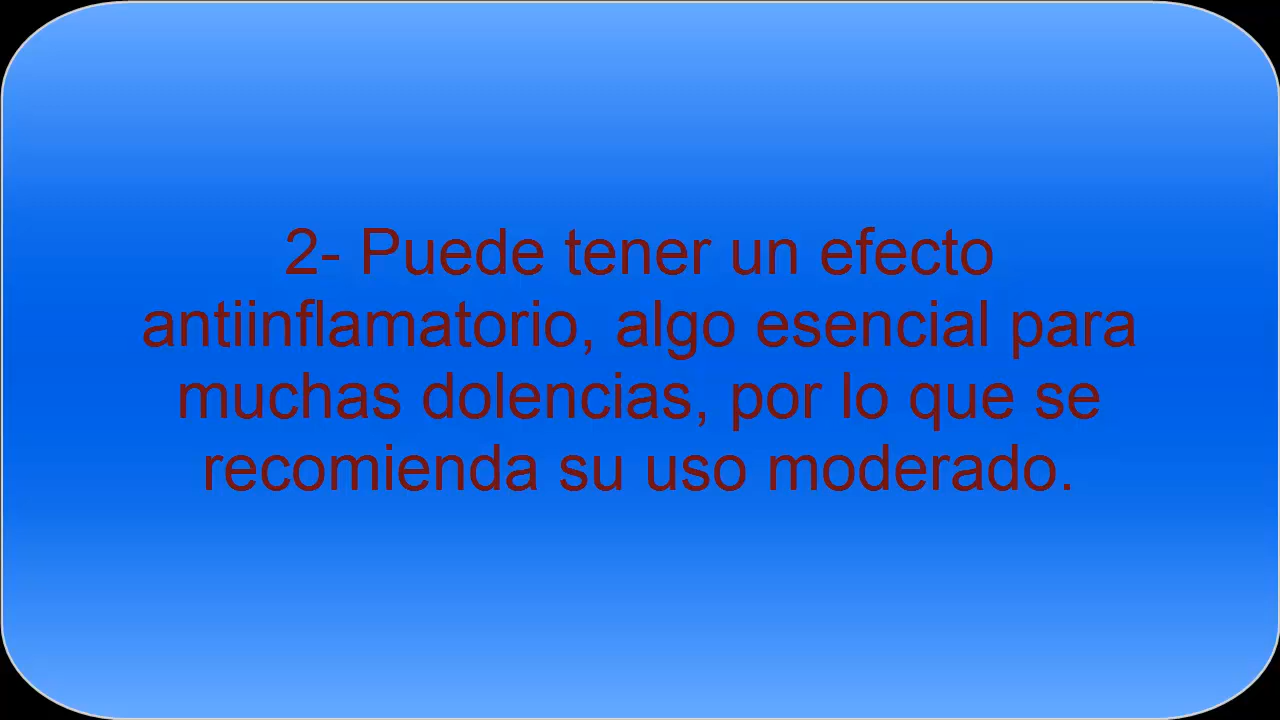 2- Puede tener un efecto
antiinflamatorio, algo esencial para
muchas dolencias, por lo que se
recomienda su uso moderado.